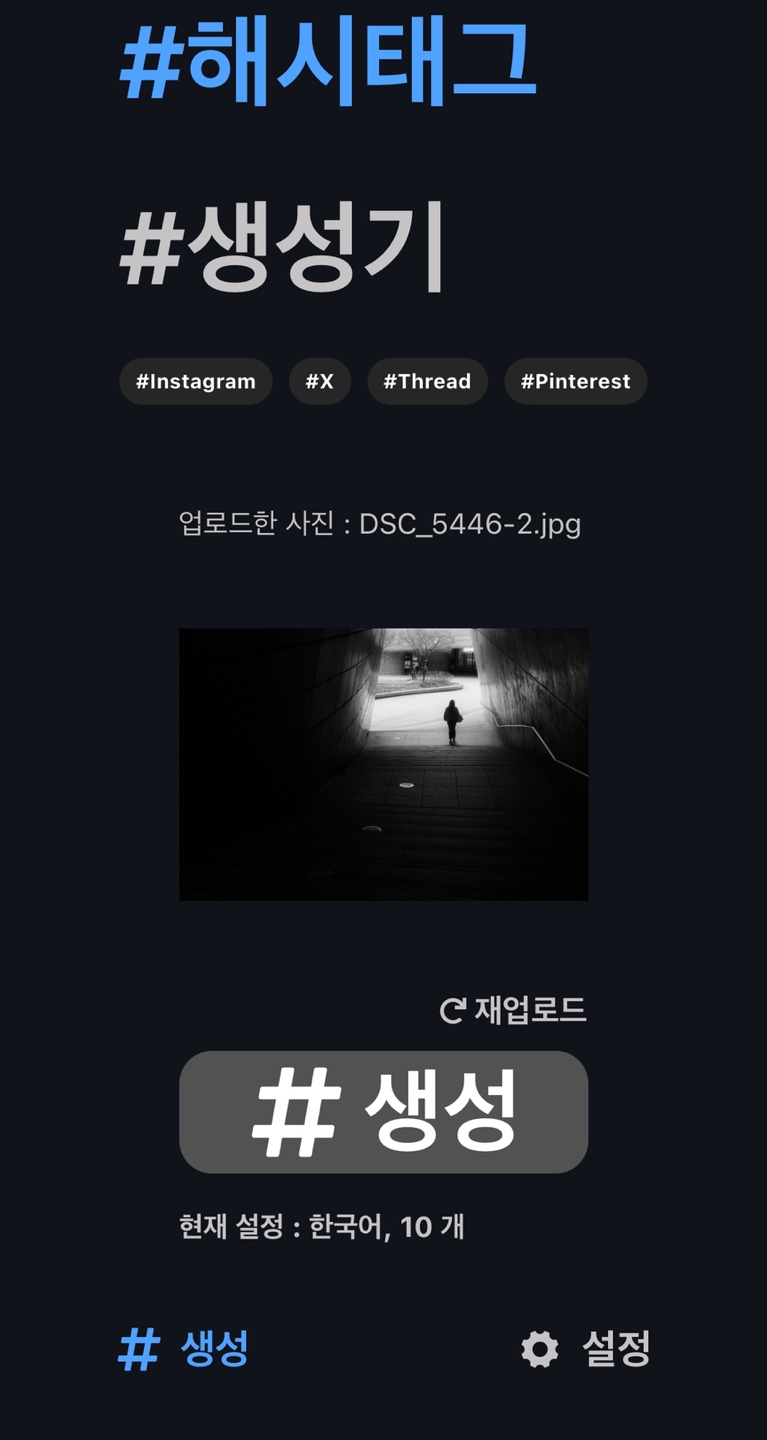 #해시태그
#생성기
#Instagram #X #Thread #Pinterest
업로드한 사진 : DSC_5446-2.jpg
재업로드
# 생성
현재 설정 : 한국어, 10 개
# 생성 설정